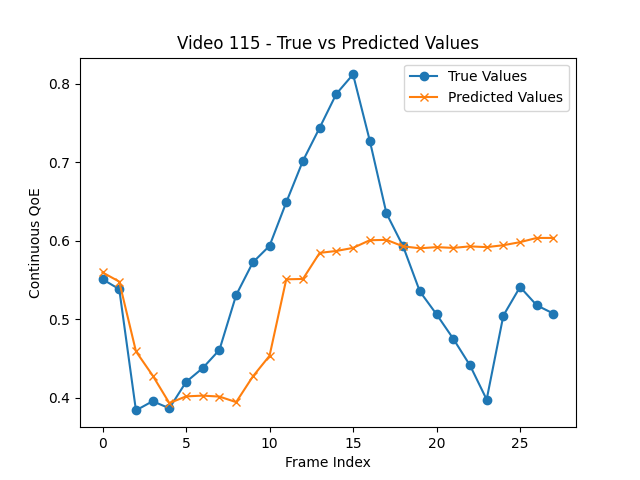 Video 115 - True vs Predicted Values
True Values
Predicted Values
Continuous QoE
0.8
0.7
0.6
0.5
0.4
0
5
10
15
20
25
Frame Index